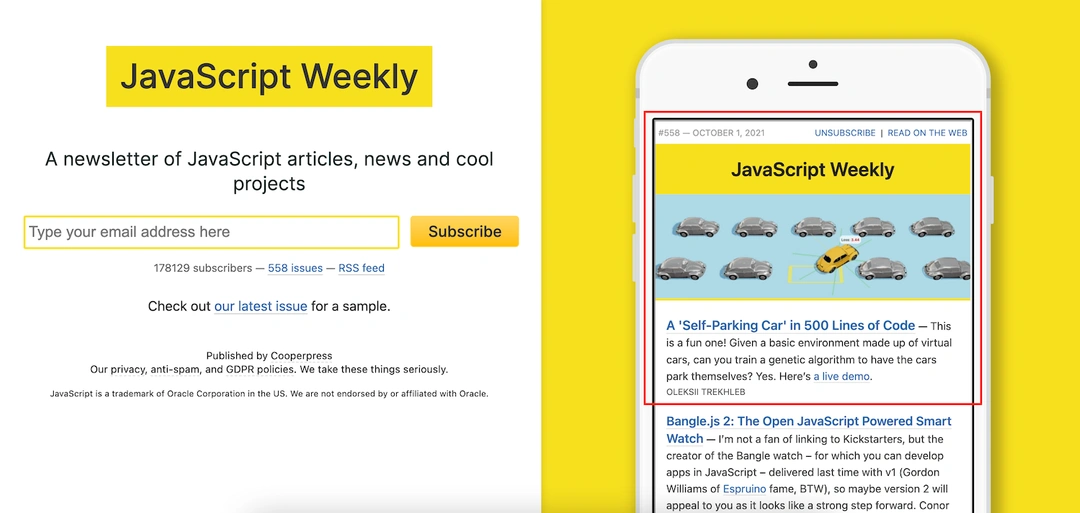 JavaScript Weekly
A newsletter of JavaScript articles, news and cool
projects
Type your email address here
Subscribe
178129 subscribers — 558 issues — RSS feed
Check out our latest issue for a sample.
Published by Cooperpress
Our privacy, anti-spam, and GDPR policies. We take these things seriously.
JavaScript is a trademark of Oracle Corporation in the US. We are not endorsed by or affiliated with Oracle.
#558 — OCTOBER 1, 2021
UNSUBSCRIBE | READ ON THE WEB
JavaScript Weekly
A 'Self-Parking Car' in 500 Lines of Code — This
is a fun one! Given a basic environment made up of virtual
cars, can you train a genetic algorithm to have the cars
park themselves? Yes. Here's a live demo.
OLEKSII TREKHLEB
Bangle.js 2: The Open JavaScript Powered Smart
Watch — I'm not a fan of linking to Kickstarters, but the
creator of the Bangle watch – for which you can develop
apps in JavaScript – delivered last time with v1 (Gordon
Williams of Espruino fame, BTW), so maybe version 2 will
appeal to you as it looks like a strong step forward. Conor